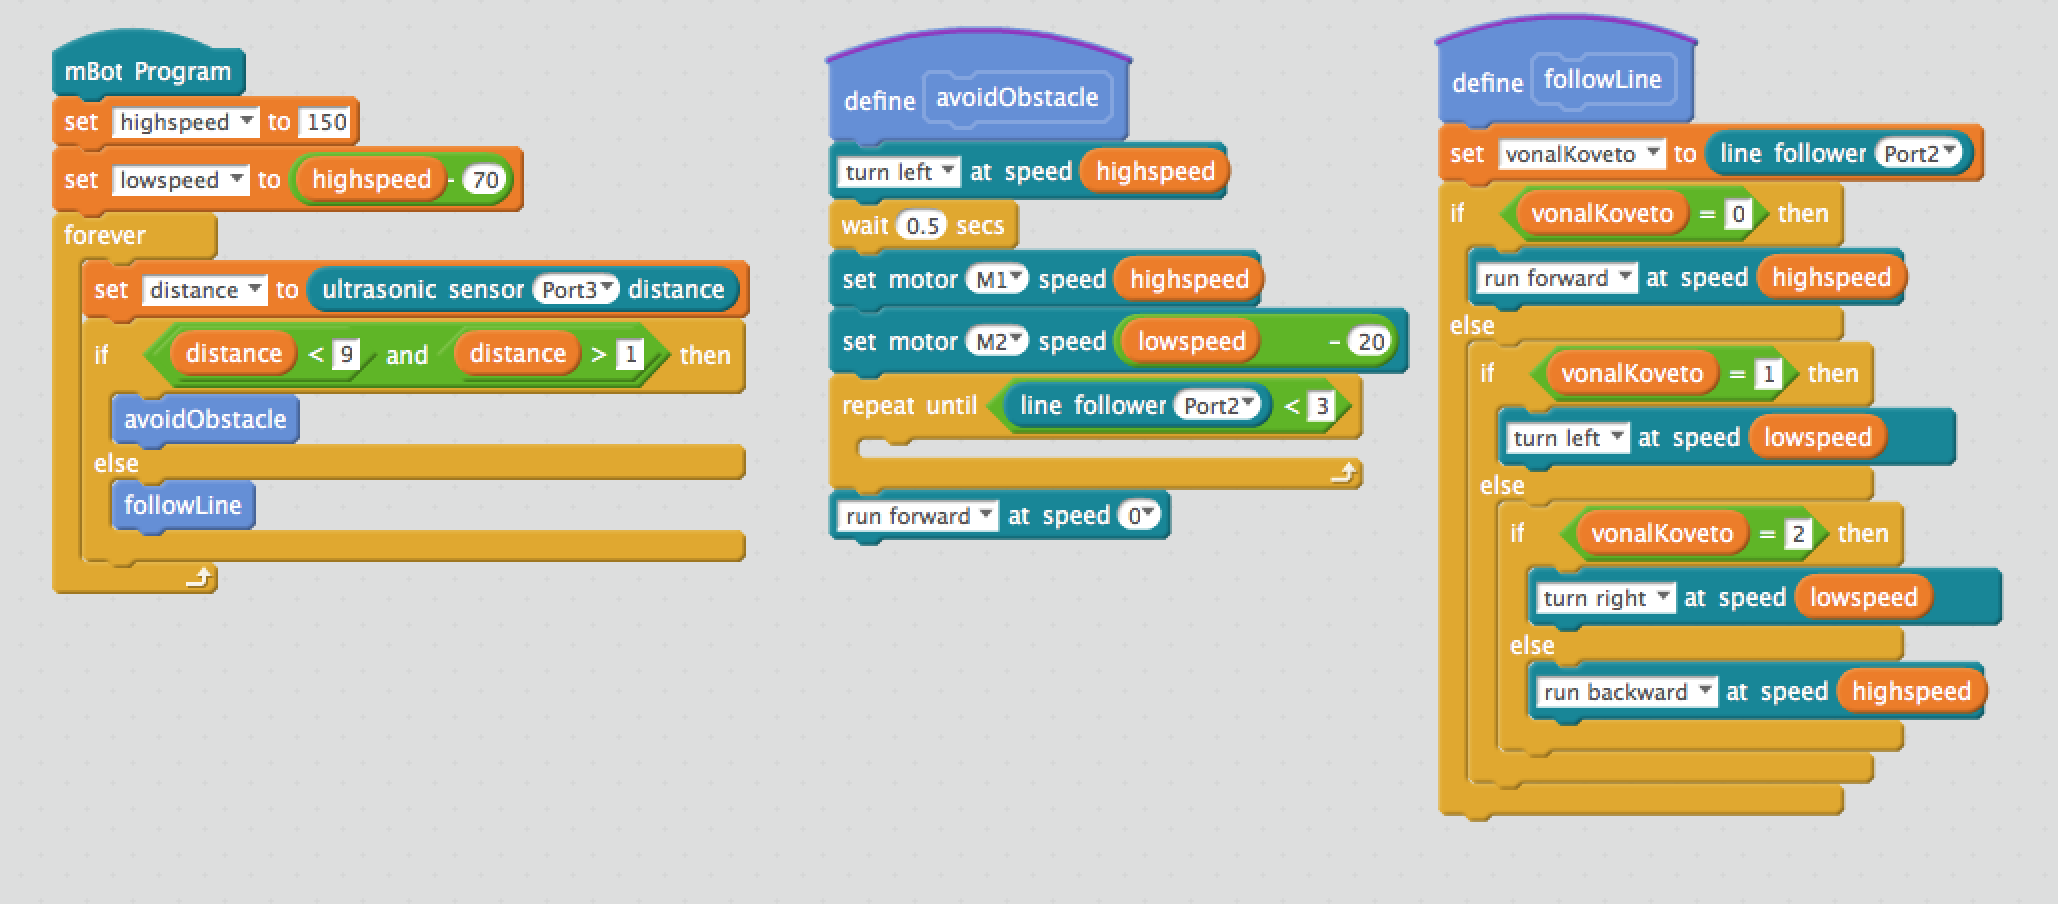 mBot Program
set highspeed to 150
set lowspeed to highspeed - 70
forever
set distance to ultrasonic sensor Port3 distance
if distance < 9 and distance > 1 then
avoidObstacle
else
followLine
define avoidObstacle
turn left at speed highspeed
wait 0.5 secs
set motor M1 speed highspeed
set motor M2 speed lowspeed - 20
repeat until line follower Port2 < 3
run forward at speed 0
define followLine
set vonalKoveto to line follower Port2
if vonalKoveto = 0 then
run forward at speed highspeed
else
if vonalKoveto = 1 then
turn left at speed lowspeed
else
if vonalKoveto = 2 then
turn right at speed lowspeed
else
run backward at speed highspeed